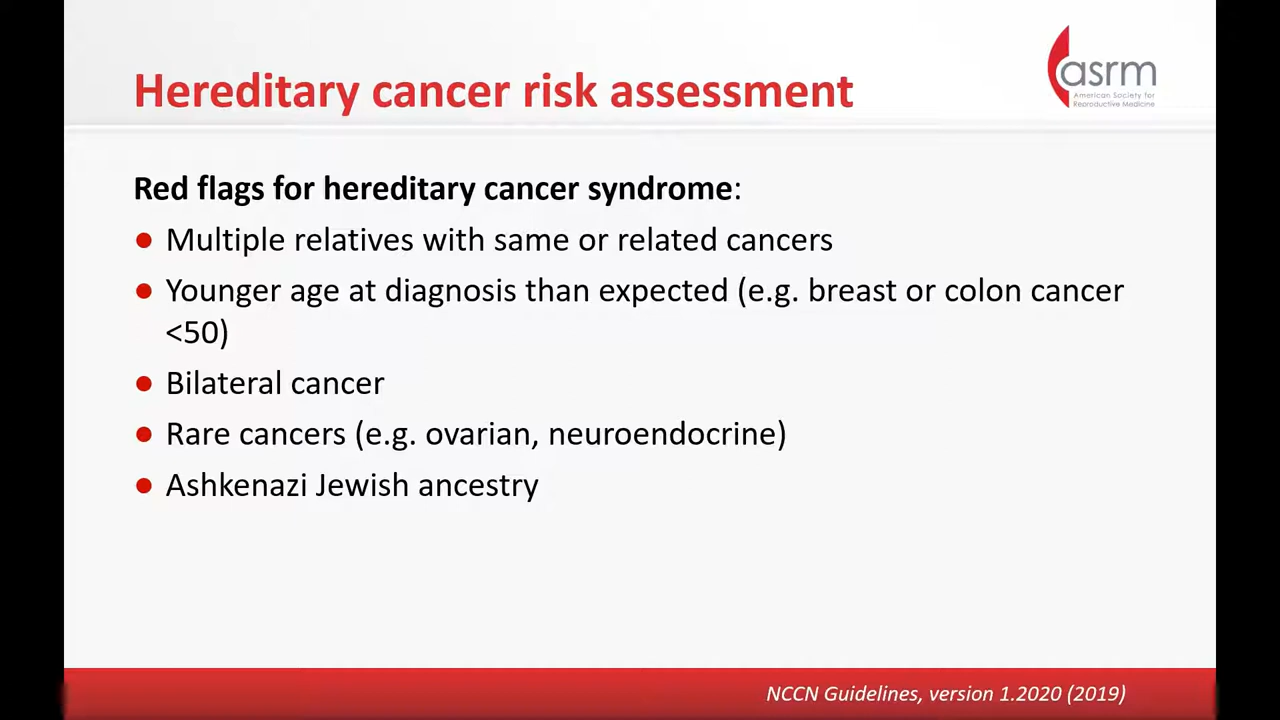 Hereditary cancer risk assessment
asrm
American Society for
Reproductive Medicine
Red flags for hereditary cancer syndrome:
● Multiple relatives with same or related cancers
● Younger age at diagnosis than expected (e.g. breast or colon cancer
<50)
● Bilateral cancer
● Rare cancers (e.g. ovarian, neuroendocrine)
● Ashkenazi Jewish ancestry
NCCN Guidelines, version 1.2020 (2019)